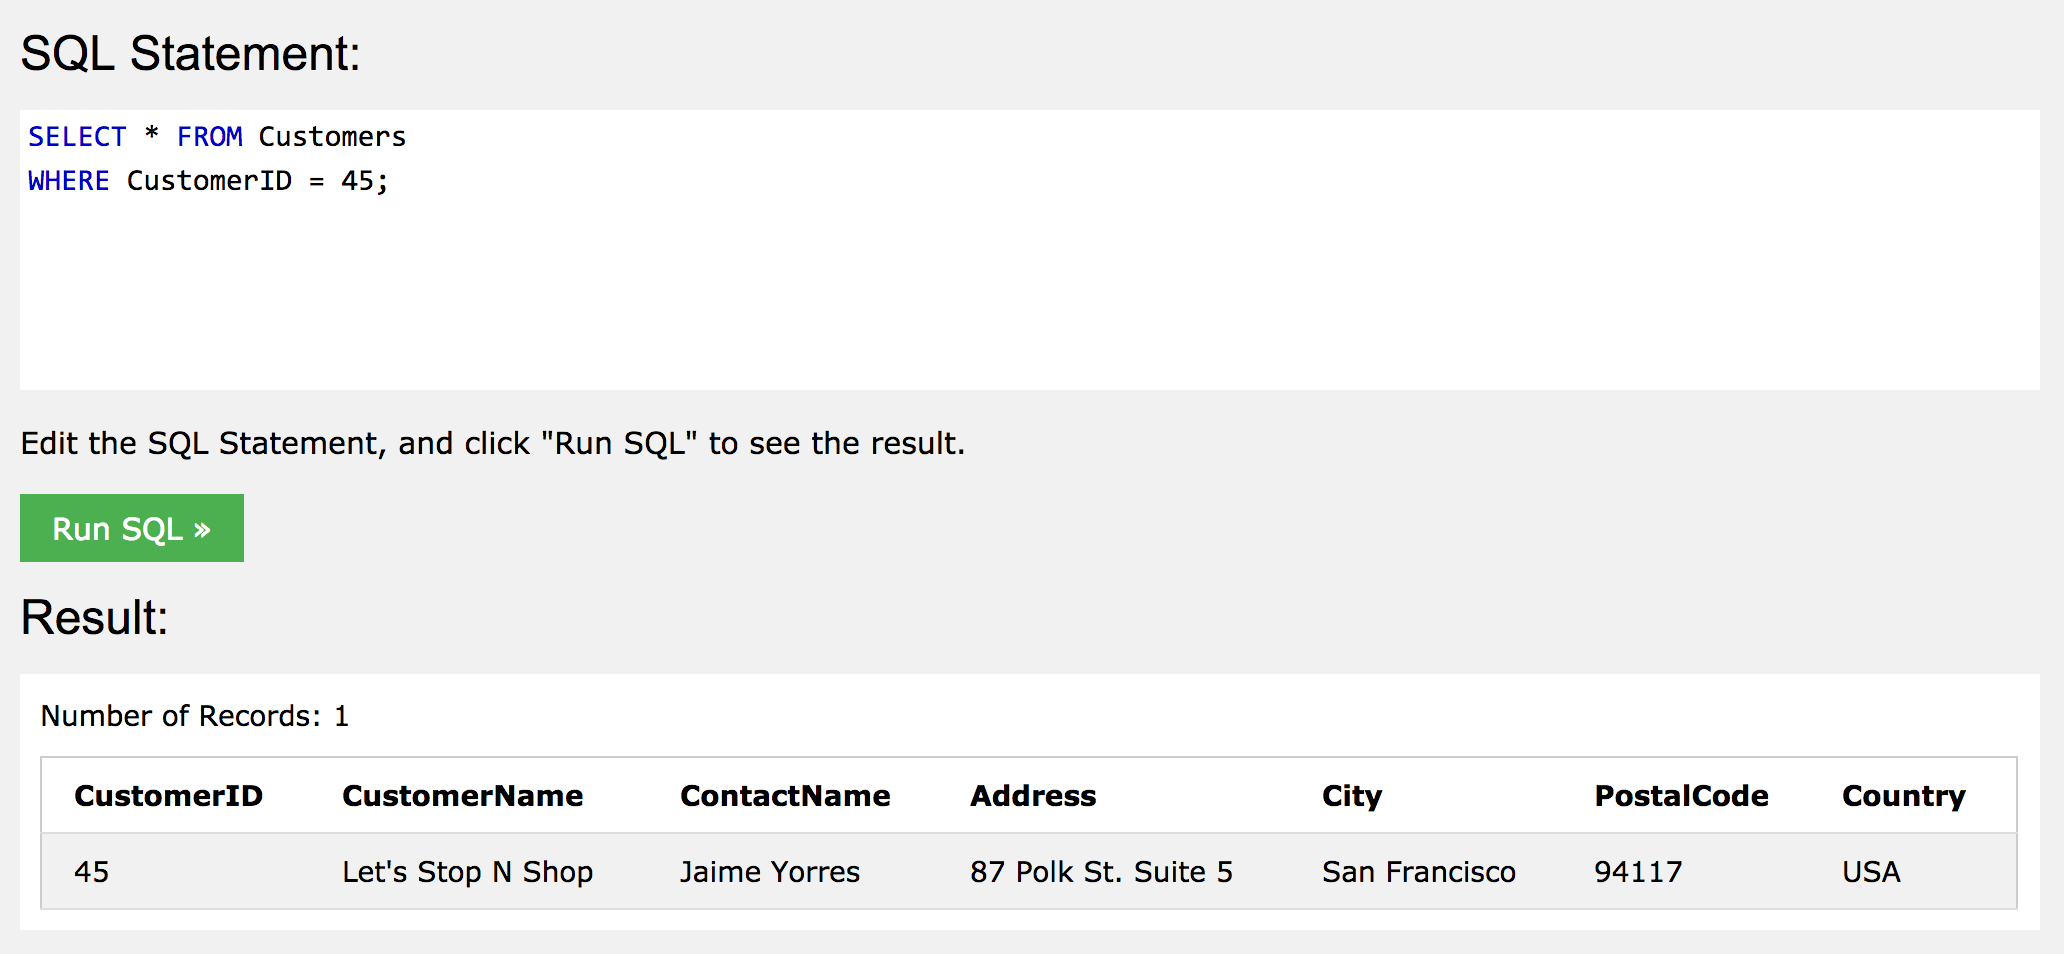 SQL Statement:
SELECT * FROM Customers
WHERE CustomerID = 45;
Edit the SQL Statement, and click "Run SQL" to see the result.
Run SQL »
Result:
Number of Records: 1
CustomerID CustomerName ContactName Address City PostalCode Country
45 Let's Stop N Shop Jaime Yorres 87 Polk St. Suite 5 San Francisco 94117 USA